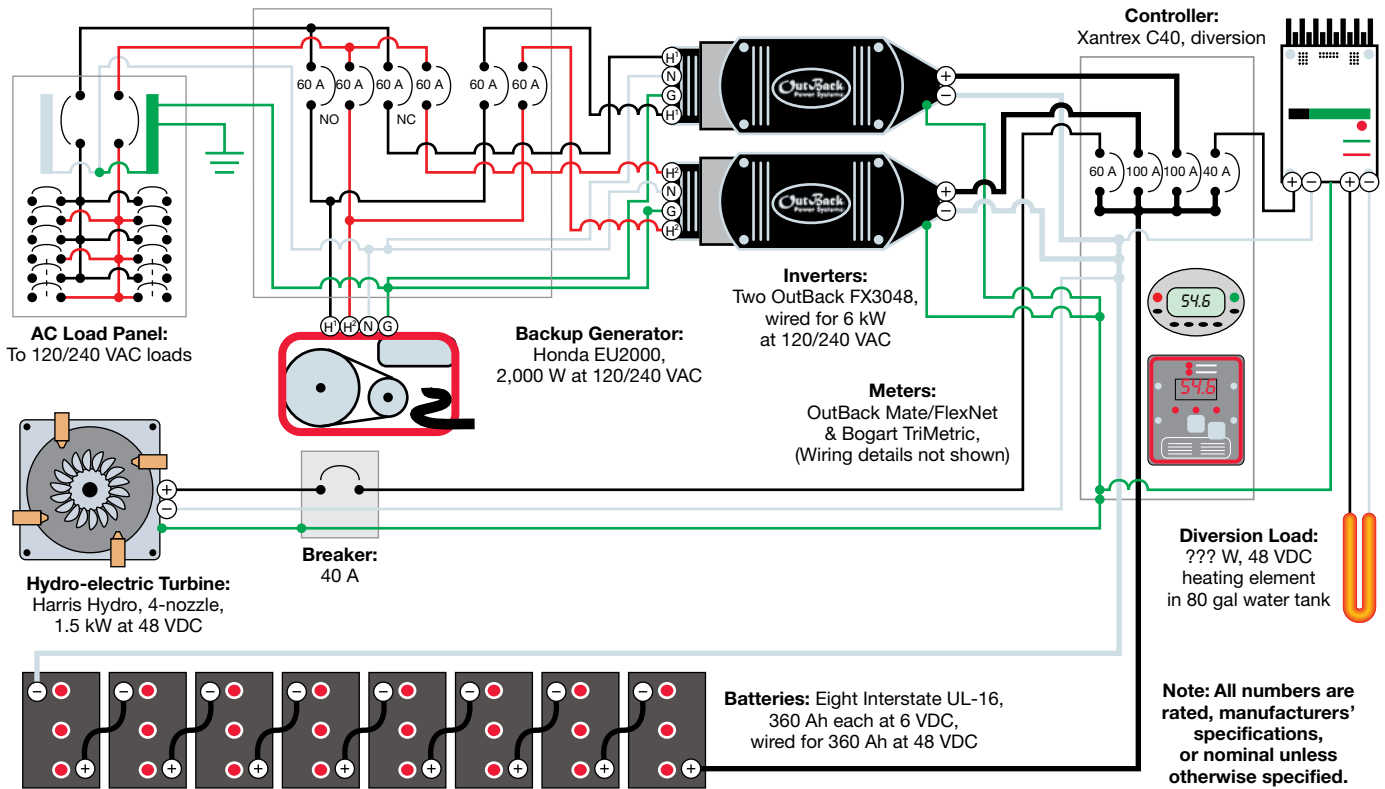 Controller:
Xantrex C40, diversion
60 A
60 A
60 A
60 A
60 A
60 A
NO
NC
H1
N
G
H1
OutBack
Power Systems
+
−
H2
N
G
H2
OutBack
Power Systems
+
−
60 A
100 A
100 A
40 A
+
−
+
−
Inverters:
Two OutBack FX3048,
wired for 6 kW
at 120/240 VAC
54.6
54.6
AC Load Panel:
To 120/240 VAC loads
H1
H2
N
G
Backup Generator:
Honda EU2000,
2,000 W at 120/240 VAC
Meters:
OutBack Mate/FlexNet
& Bogart TriMetric,
(Wiring details not shown)
+
−
Breaker:
40 A
Hydro-electric Turbine:
Harris Hydro, 4-nozzle,
1.5 kW at 48 VDC
Diversion Load:
??? W, 48 VDC
heating element
in 80 gal water tank
− − − − − − − −
+ + + + + + + +
Batteries: Eight Interstate UL-16,
360 Ah each at 6 VDC,
wired for 360 Ah at 48 VDC
Note: All numbers are
rated, manufacturers’
specifications,
or nominal unless
otherwise specified.